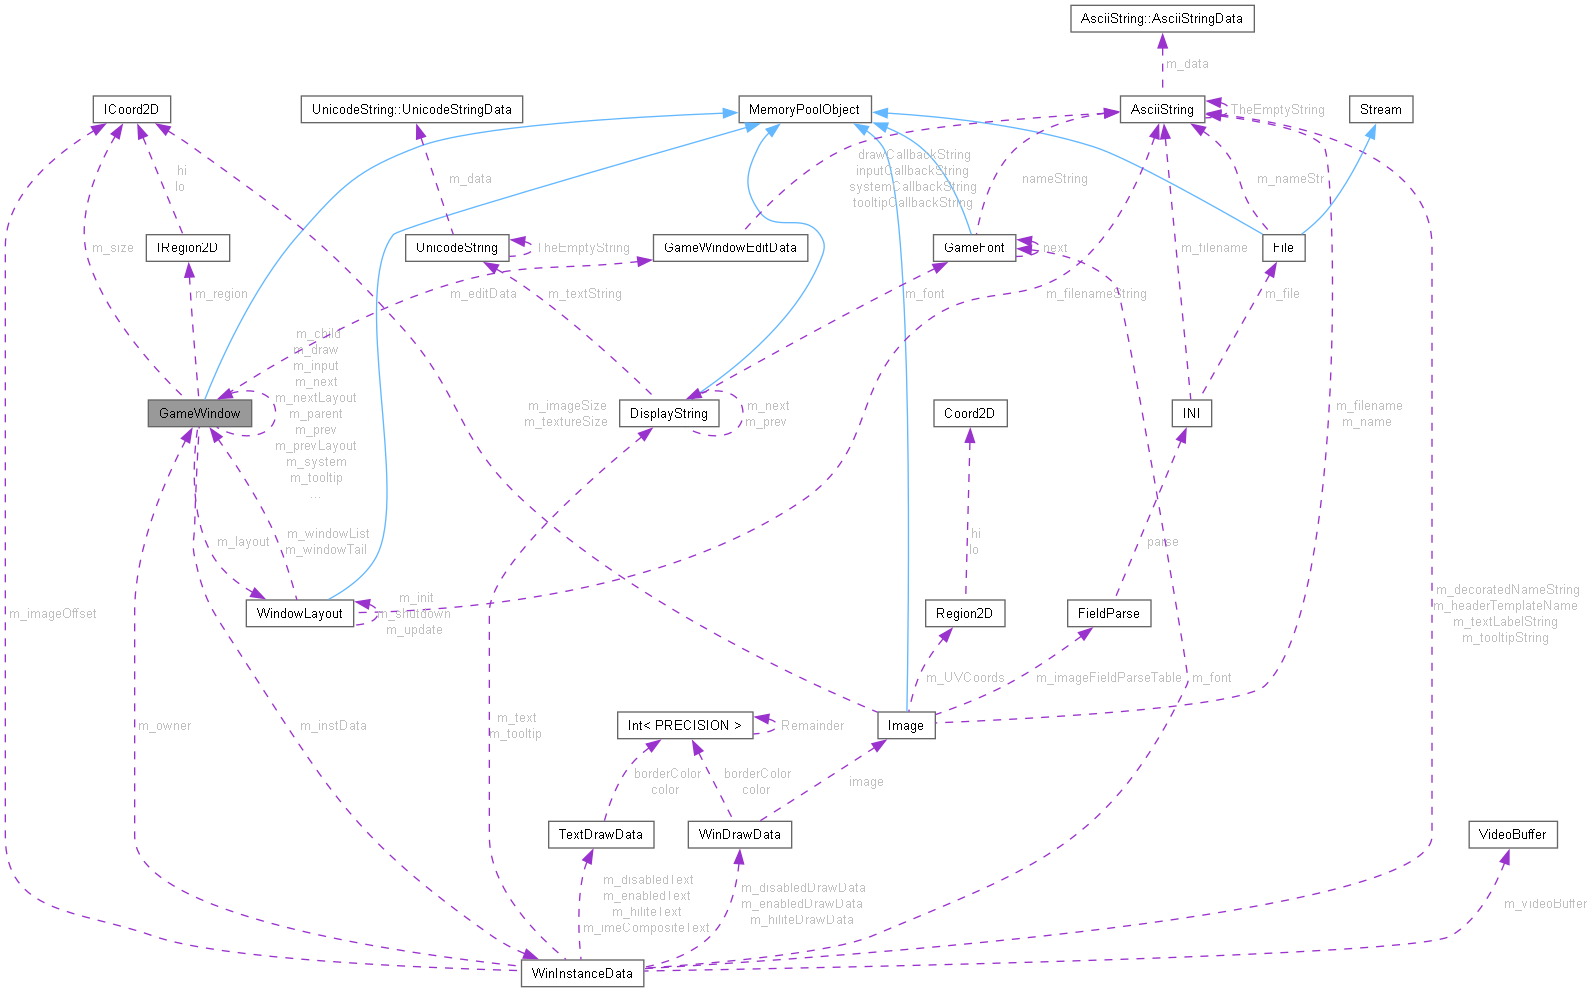 AsciiString::AsciiStringData
m_data
ICoord2D
UnicodeString::UnicodeStringData
MemoryPoolObject
AsciiString
TheEmptyString
Stream
hi
lo
m_data
drawCallbackString
inputCallbackString
systemCallbackString
tooltipCallbackString
nameString
m_nameStr
m_size
IRegion2D
UnicodeString
TheEmptyString
GameWindowEditData
GameFont
next
m_filename
File
m_region
m_editData
m_textString
m_font
m_filenameString
m_file
m_child
m_draw
m_input
m_next
m_nextLayout
m_parent
m_prev
m_prevLayout
m_system
m_tooltip
...
GameWindow
m_imageSize
m_textureSize
DisplayString
m_next
m_prev
Coord2D
INI
m_filename
m_name
m_layout
m_windowList
m_windowTail
hi
lo
parse
m_imageOffset
WindowLayout
m_init
m_shutdown
m_update
Region2D
FieldParse
m_decoratedNameString
m_headerTemplateName
m_textLabelString
m_tooltipString
m_UVCoords
m_imageFieldParseTable
m_font
m_owner
m_instData
m_text
m_tooltip
Int< PRECISION >
Remainder
Image
borderColor
color
borderColor
color
image
TextDrawData
WinDrawData
VideoBuffer
m_disabledText
m_enabledText
m_hiliteText
m_imeCompositeText
m_disabledDrawData
m_enabledDrawData
m_hiliteDrawData
m_videoBuffer
WinInstanceData